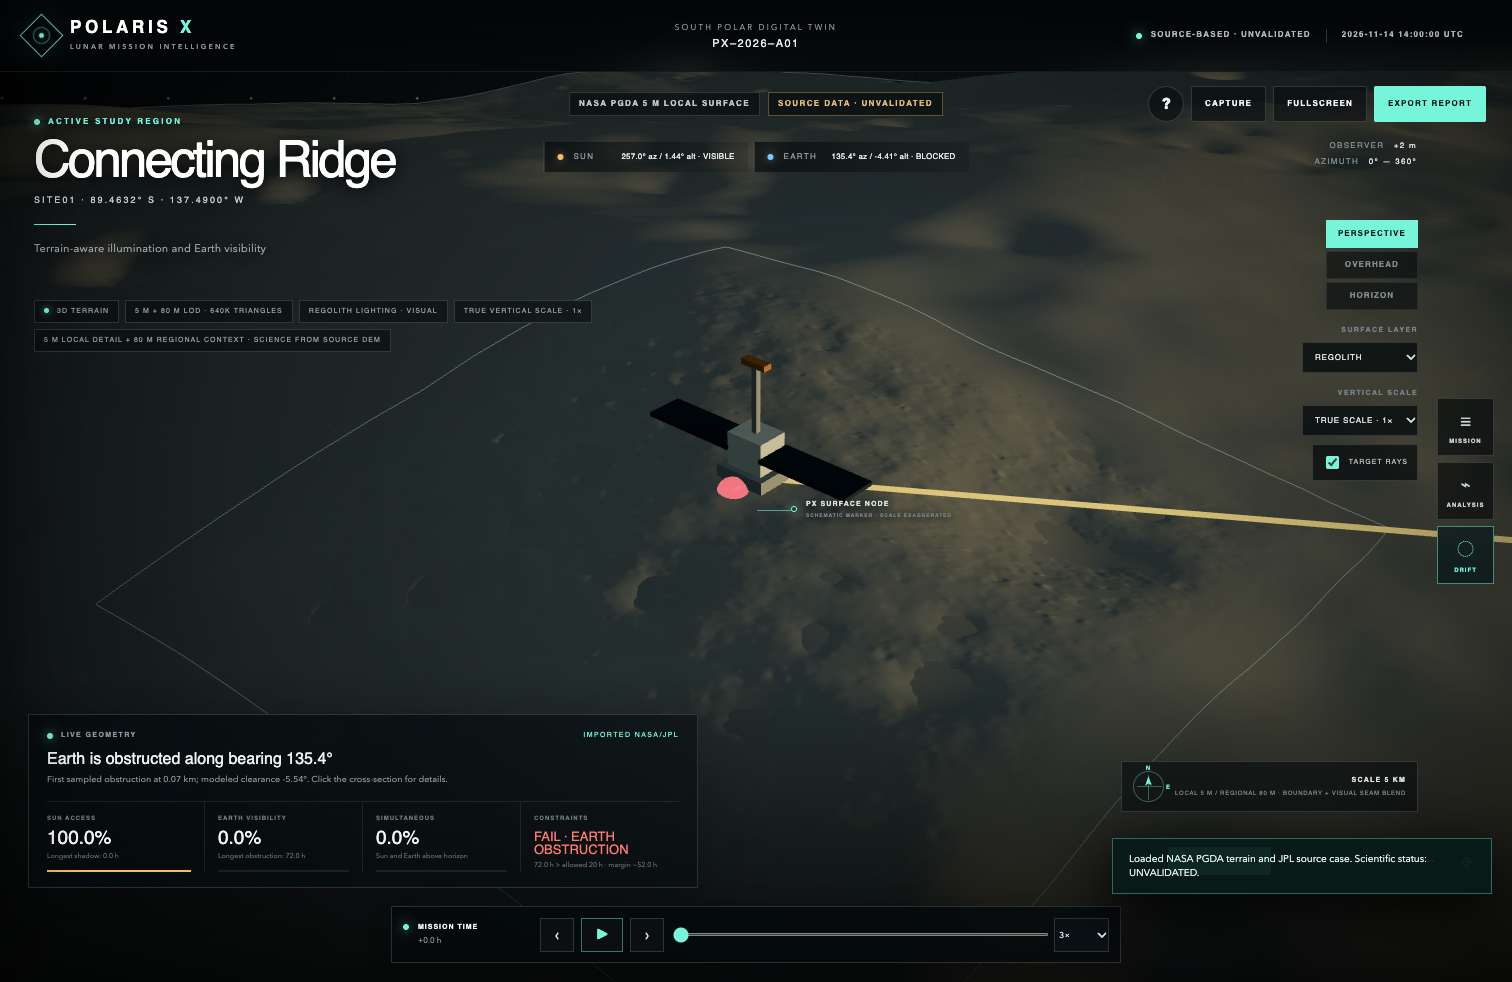 POLARIS X
LUNAR MISSION INTELLIGENCE
SOUTH POLAR DIGITAL TWIN
PX–2026–A01
SOURCE-BASED · UNVALIDATED
2026-11-14 14:00:00 UTC
NASA PGDA 5 M LOCAL SURFACE
SOURCE DATA · UNVALIDATED
?
CAPTURE
FULLSCREEN
EXPORT REPORT
ACTIVE STUDY REGION
Connecting Ridge
SITE01 · 89.4632° S · 137.4900° W
Terrain-aware illumination and Earth visibility
SUN 257.0° az / 1.44° alt · VISIBLE
EARTH 135.4° az / -4.41° alt · BLOCKED
OBSERVER +2 m
AZIMUTH 0° — 360°
3D TERRAIN
5 M + 80 M LOD · 640K TRIANGLES
REGOLITH LIGHTING · VISUAL
TRUE VERTICAL SCALE · 1×
5 M LOCAL DETAIL + 80 M REGIONAL CONTEXT · SCIENCE FROM SOURCE DEM
PERSPECTIVE
OVERHEAD
HORIZON
SURFACE LAYER
REGOLITH
VERTICAL SCALE
TRUE SCALE · 1×
TARGET RAYS
MISSION
ANALYSIS
DRIFT
PX SURFACE NODE
SCHEMATIC MARKER · SCALE EXAGGERATED
LIVE GEOMETRY
IMPORTED NASA/JPL
Earth is obstructed along bearing 135.4°
First sampled obstruction at 0.07 km; modeled clearance -5.54°. Click the cross-section for details.
SUN ACCESS
100.0%
Longest shadow: 0.0 h
EARTH VISIBILITY
0.0%
Longest obstruction: 72.0 h
SIMULTANEOUS
0.0%
Sun and Earth above horizon
CONSTRAINTS
FAIL · EARTH
OBSTRUCTION
72.0 h > allowed 20 h · margin −52.0 h
N
E
SCALE 5 KM
LOCAL 5 M / REGIONAL 80 M · BOUNDARY + VISUAL SEAM BLEND
Loaded NASA PGDA terrain and JPL source case. Scientific status:
UNVALIDATED.
MISSION TIME
+0.0 h
3×